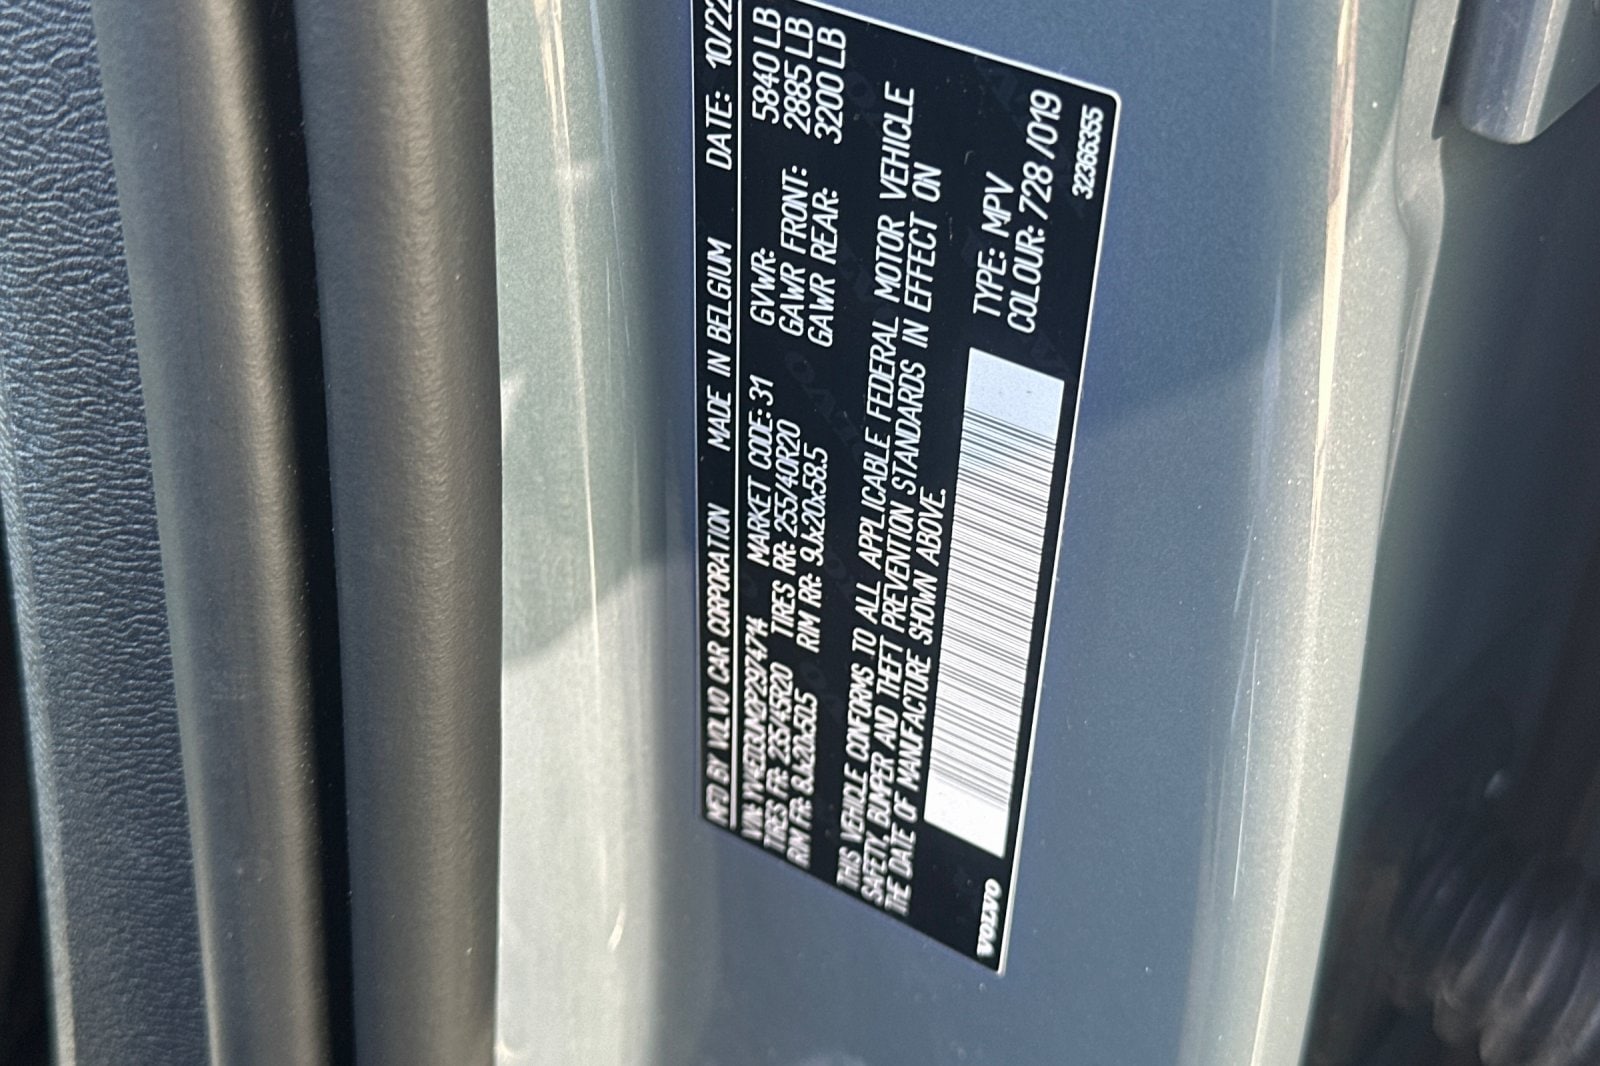 MFD BY VOLVO CAR CORPORATION MADE IN BELGIUM DATE: 10/22
VIN: YV4ED3UM2P2974714 MARKET CODE: 31 GVWR: 5840 LB
TIRES FR: 235/45R20 TIRES RR: 255/40R20 GAWR FRONT: 2885 LB
RIM FR: 8Jx20x50.5 RIM RR: 9Jx20x58.5 GAWR REAR: 3200 LB
THIS VEHICLE CONFORMS TO ALL APPLICABLE FEDERAL MOTOR VEHICLE
SAFETY, BUMPER AND THEFT PREVENTION STANDARDS IN EFFECT ON
THE DATE OF MANUFACTURE SHOWN ABOVE.
TYPE: MPV
COLOUR: 728 /019
VOLVO
32366355